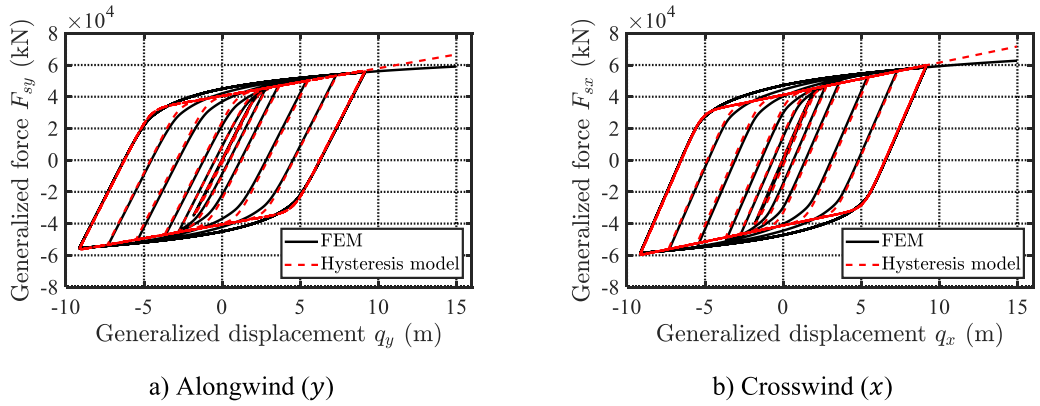 ×10⁴
8
6
4
2
0
-2
-4
-6
-8
Generalized force F_sy (kN)
FEM
Hysteresis model
-10 -5 0 5 10 15
Generalized displacement q_y (m)
a) Alongwind (y)
×10⁴
8
6
4
2
0
-2
-4
-6
-8
Generalized force F_sx (kN)
FEM
Hysteresis model
-10 -5 0 5 10 15
Generalized displacement q_x (m)
b) Crosswind (x)